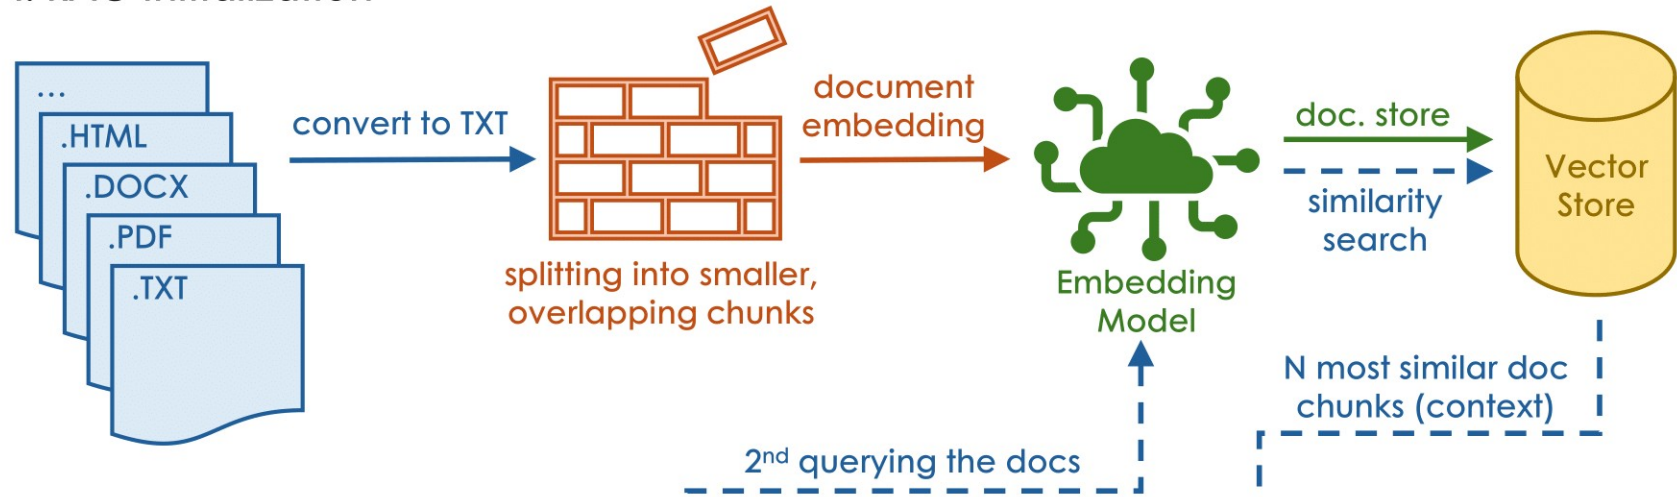 ...
.HTML
.DOCX
.PDF
.TXT
convert to TXT
splitting into smaller,
overlapping chunks
document
embedding
Embedding
Model
doc. store
similarity
search
Vector
Store
N most similar doc
chunks (context)
2nd querying the docs